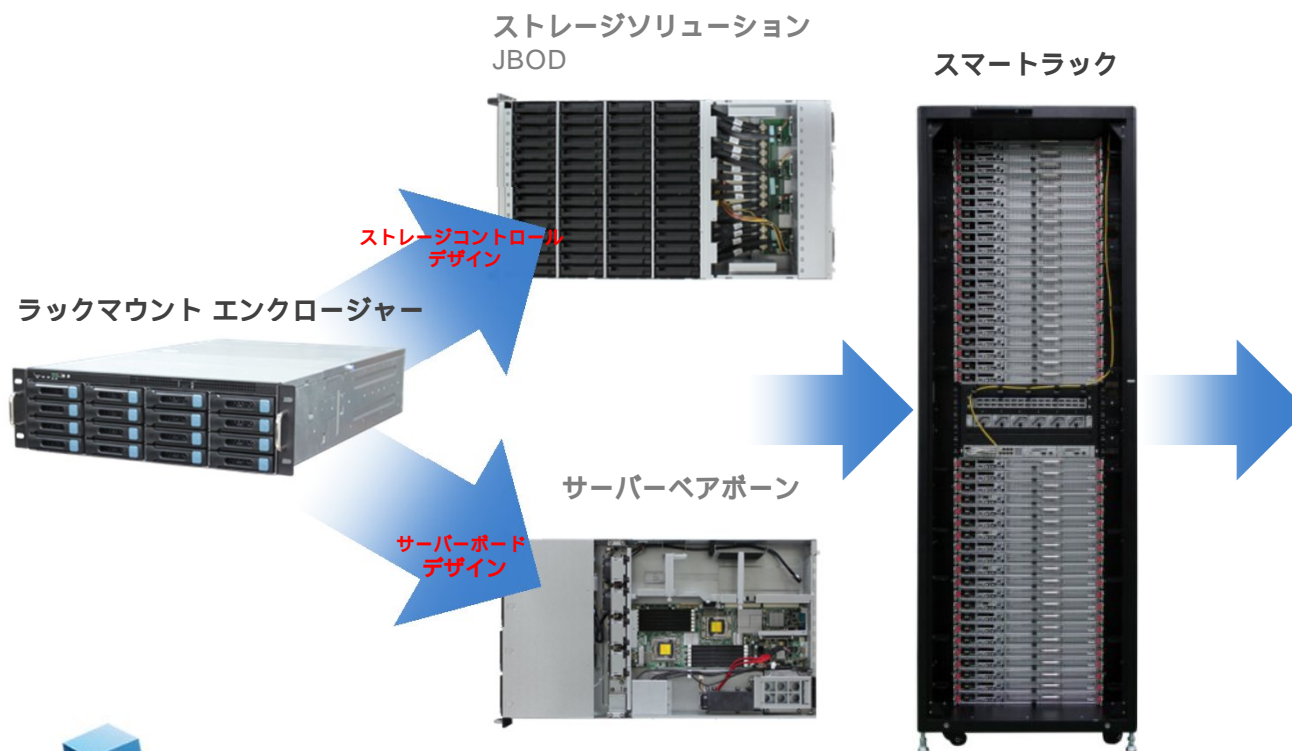 ストレージソリューション
JBOD
スマートラック
ストレージコントロール
デザイン
ラックマウント エンクロージャー
サーバーベアボーン
サーバーボード
デザイン